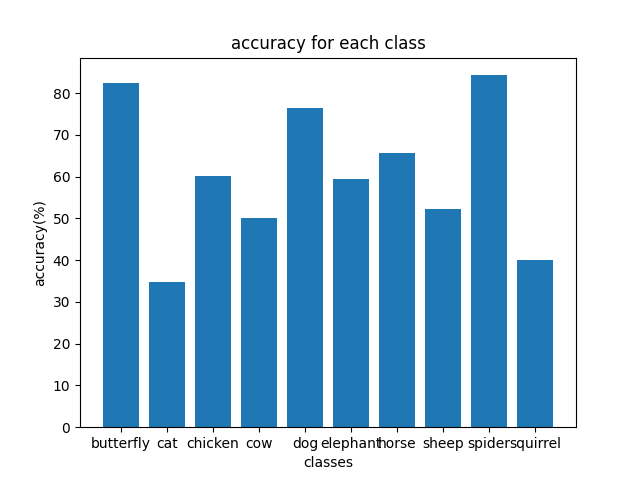 accuracy for each class
accuracy(%)
80
70
60
50
40
30
20
10
0
butterfly cat chicken cow dog elephant horse sheep spider squirrel
classes